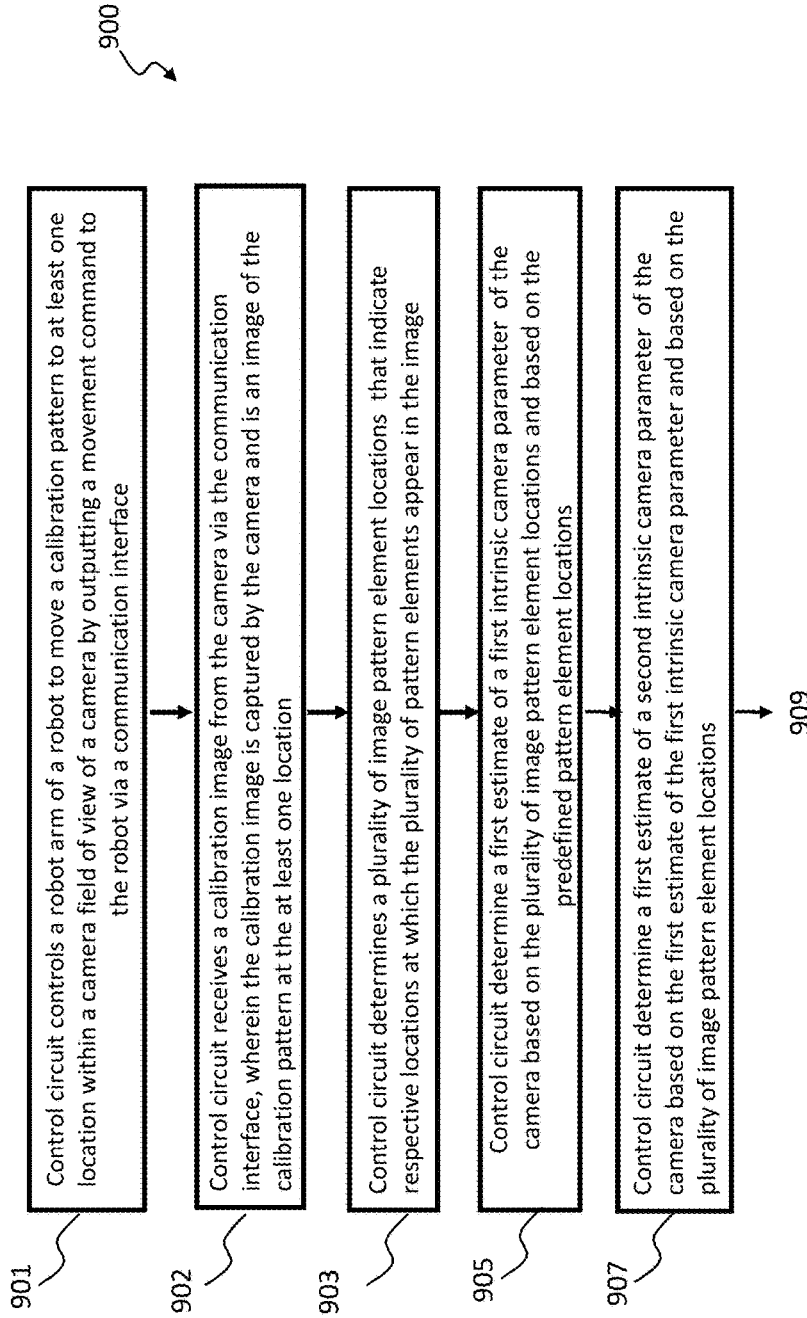 900
901
Control circuit controls a robot arm of a robot to move a calibration pattern to at least one
location within a camera field of view of a camera by outputting a movement command to
the robot via a communication interface
902
Control circuit receives a calibration image from the camera via the communication
interface, wherein the calibration image is captured by the camera and is an image of the
calibration pattern at the at least one location
903
Control circuit determines a plurality of image pattern element locations that indicate
respective locations at which the plurality of pattern elements appear in the image
905
Control circuit determine a first estimate of a first intrinsic camera parameter of the
camera based on the plurality of image pattern element locations and based on the
predefined pattern element locations
907
Control circuit determine a first estimate of a second intrinsic camera parameter of the
camera based on the first estimate of the first intrinsic camera parameter and based on the
plurality of image pattern element locations
909